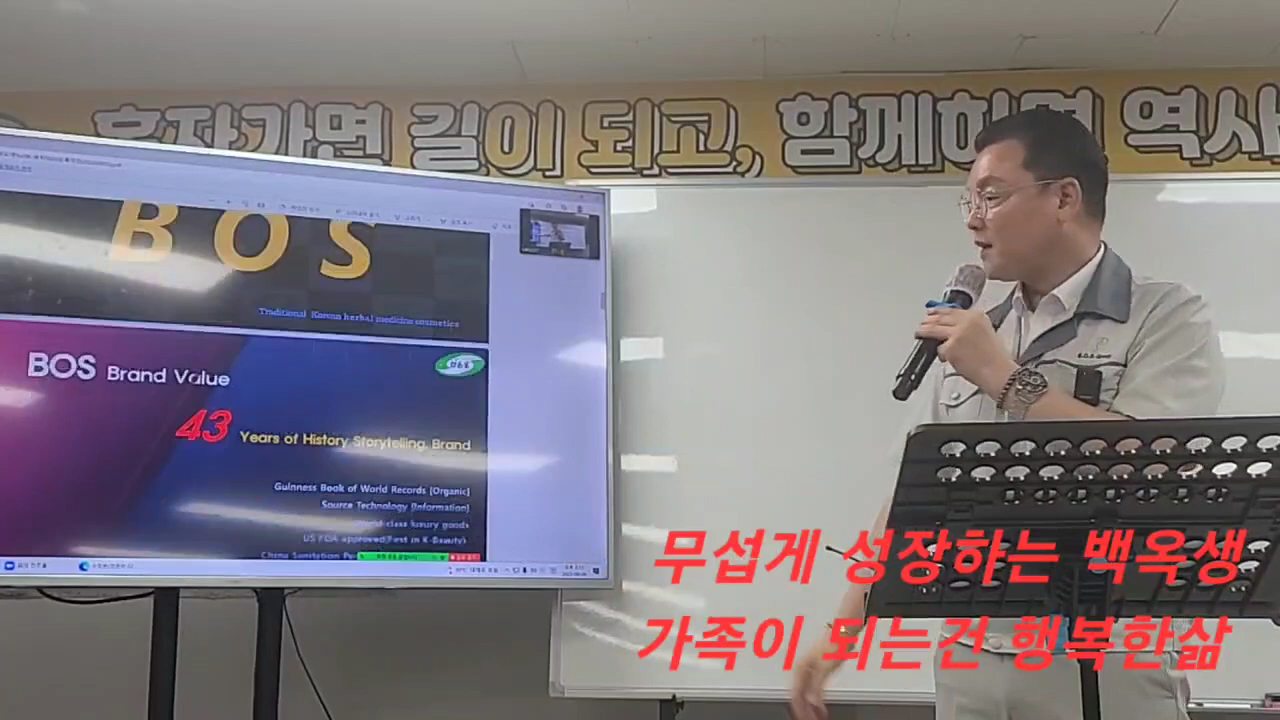 혼자가면 길이 되고, 함께하면 역사
BOS
Traditional Korean herbal medicine cosmetics
BOS Brand Value
43 Years of History Storytelling, Brand
Guinness Book of World Records (Organic)
Source Technology (Information)
World-class luxury goods
US FDA approved(First in K-Beauty)
China Sanitation
무섭게 성장하는 백옥생
가족이 되는건 행복한삶